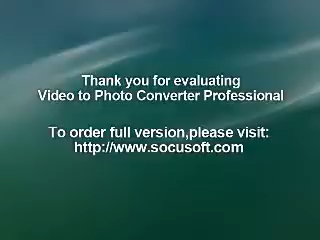 Thank you for evaluating
Video to Photo Converter Professional
To order full version,please visit:
http://www.socusoft.com